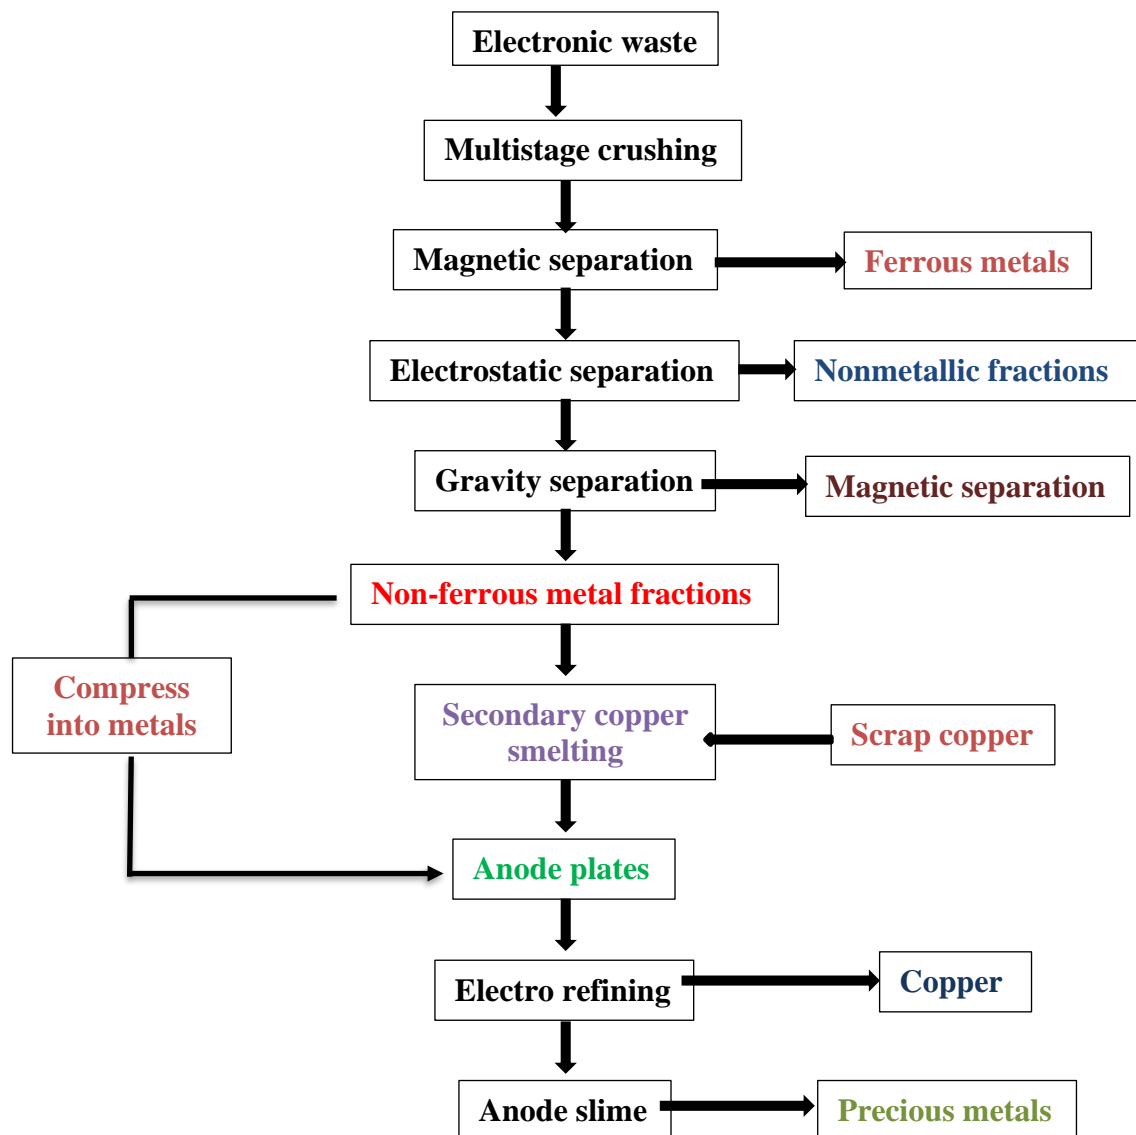 Electronic waste
Multistage crushing
Magnetic separation
Ferrous metals
Electrostatic separation
Nonmetallic fractions
Gravity separation
Magnetic separation
Non-ferrous metal fractions
Compress
into metals
Secondary copper
smelting
Scrap copper
Anode plates
Electro refining
Copper
Anode slime
Precious metals